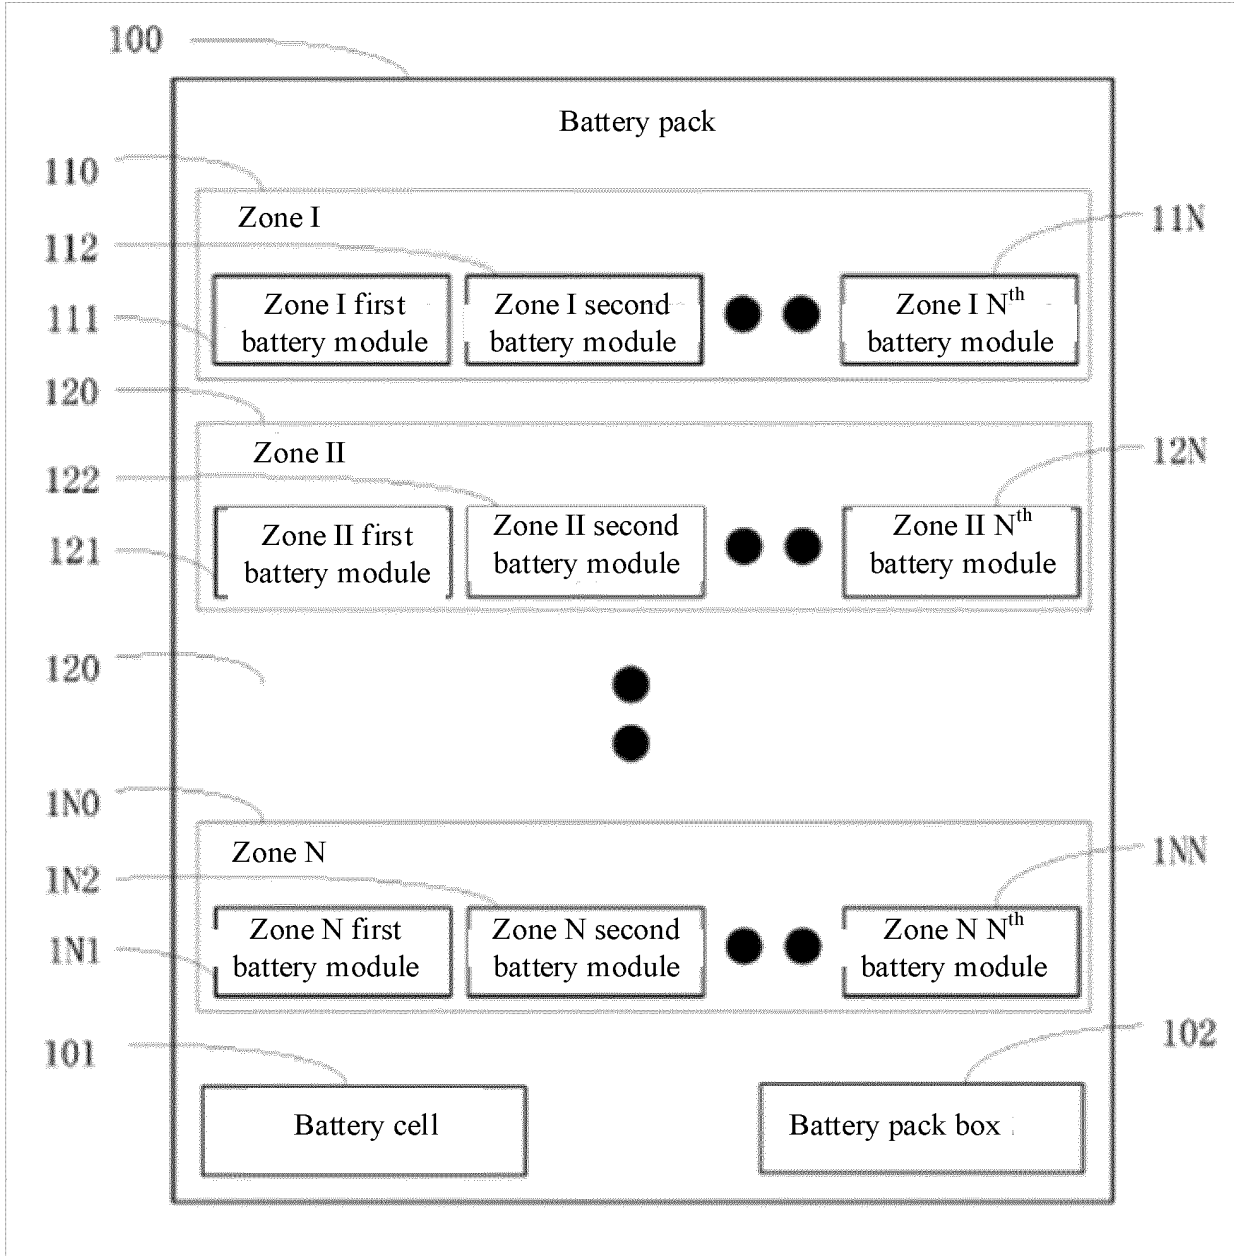 100
Battery pack
110
Zone I
11N
112
Zone I first
battery module
Zone I second
battery module
Zone I Nth
battery module
111
120
Zone II
12N
122
Zone II first
battery module
Zone II second
battery module
Zone II Nth
battery module
121
120
1N0
Zone N
1NN
1N2
Zone N first
battery module
Zone N second
battery module
Zone N Nth
battery module
1N1
101
102
Battery cell
Battery pack box